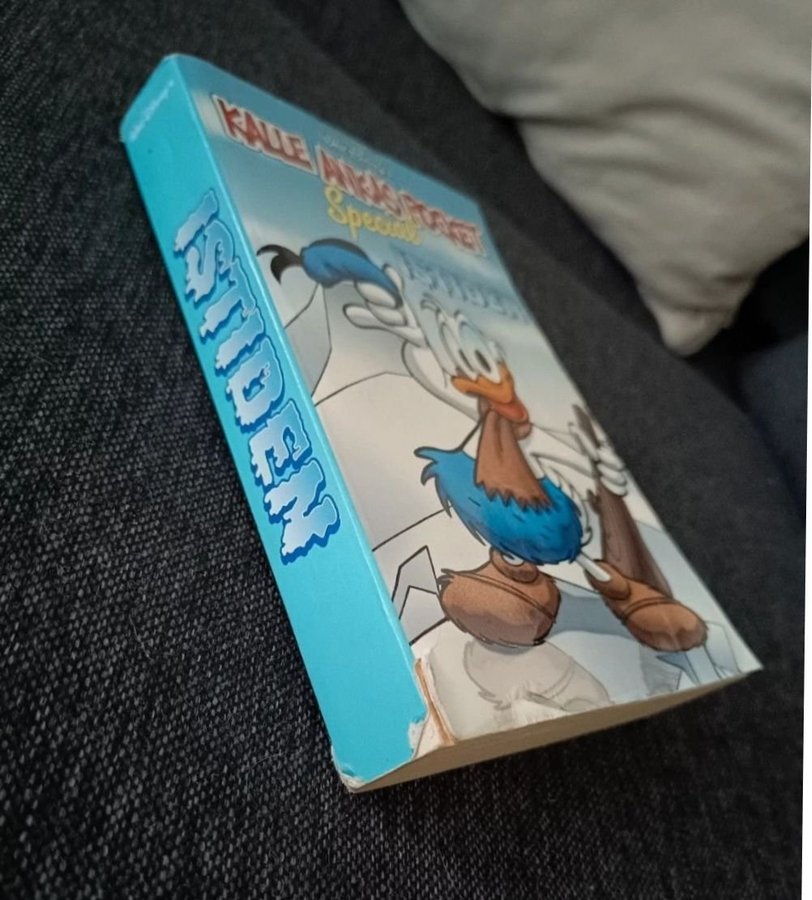 ISTIDEN
KALLE ANKAS POCKET
Special
ISTIDEN